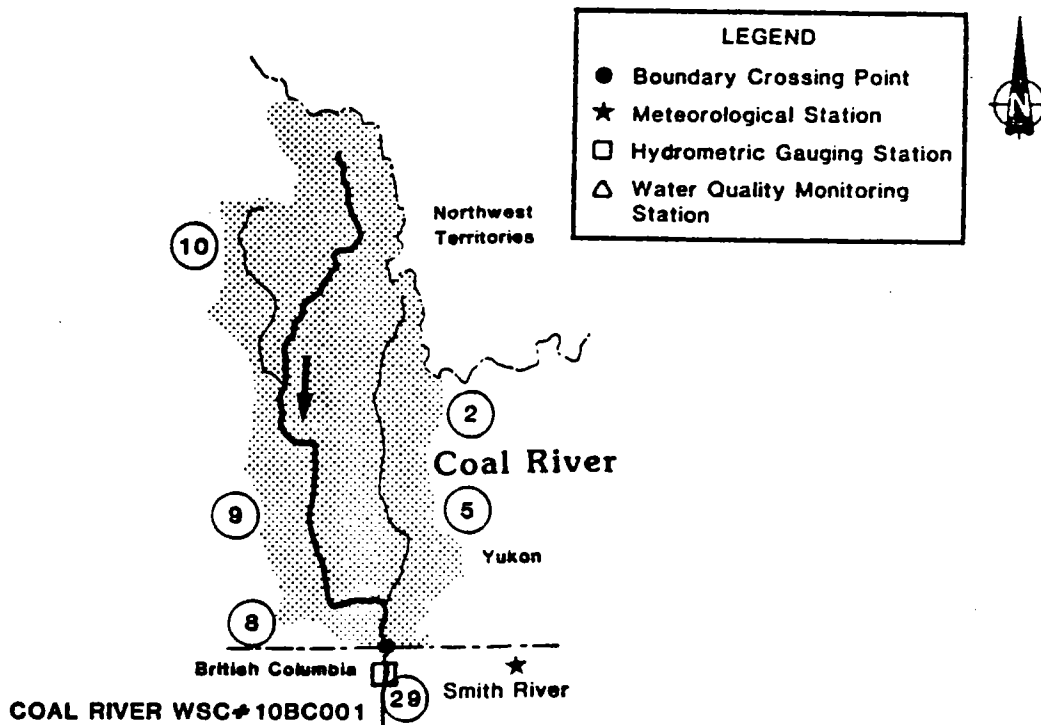 LEGEND
Boundary Crossing Point
Meteorological Station
Hydrometric Gauging Station
Water Quality Monitoring
Station
N
Northwest
Territories
10
2
Coal River
5
9
Yukon
8
British Columbia
29
Smith River
COAL RIVER WSC# 10BC001